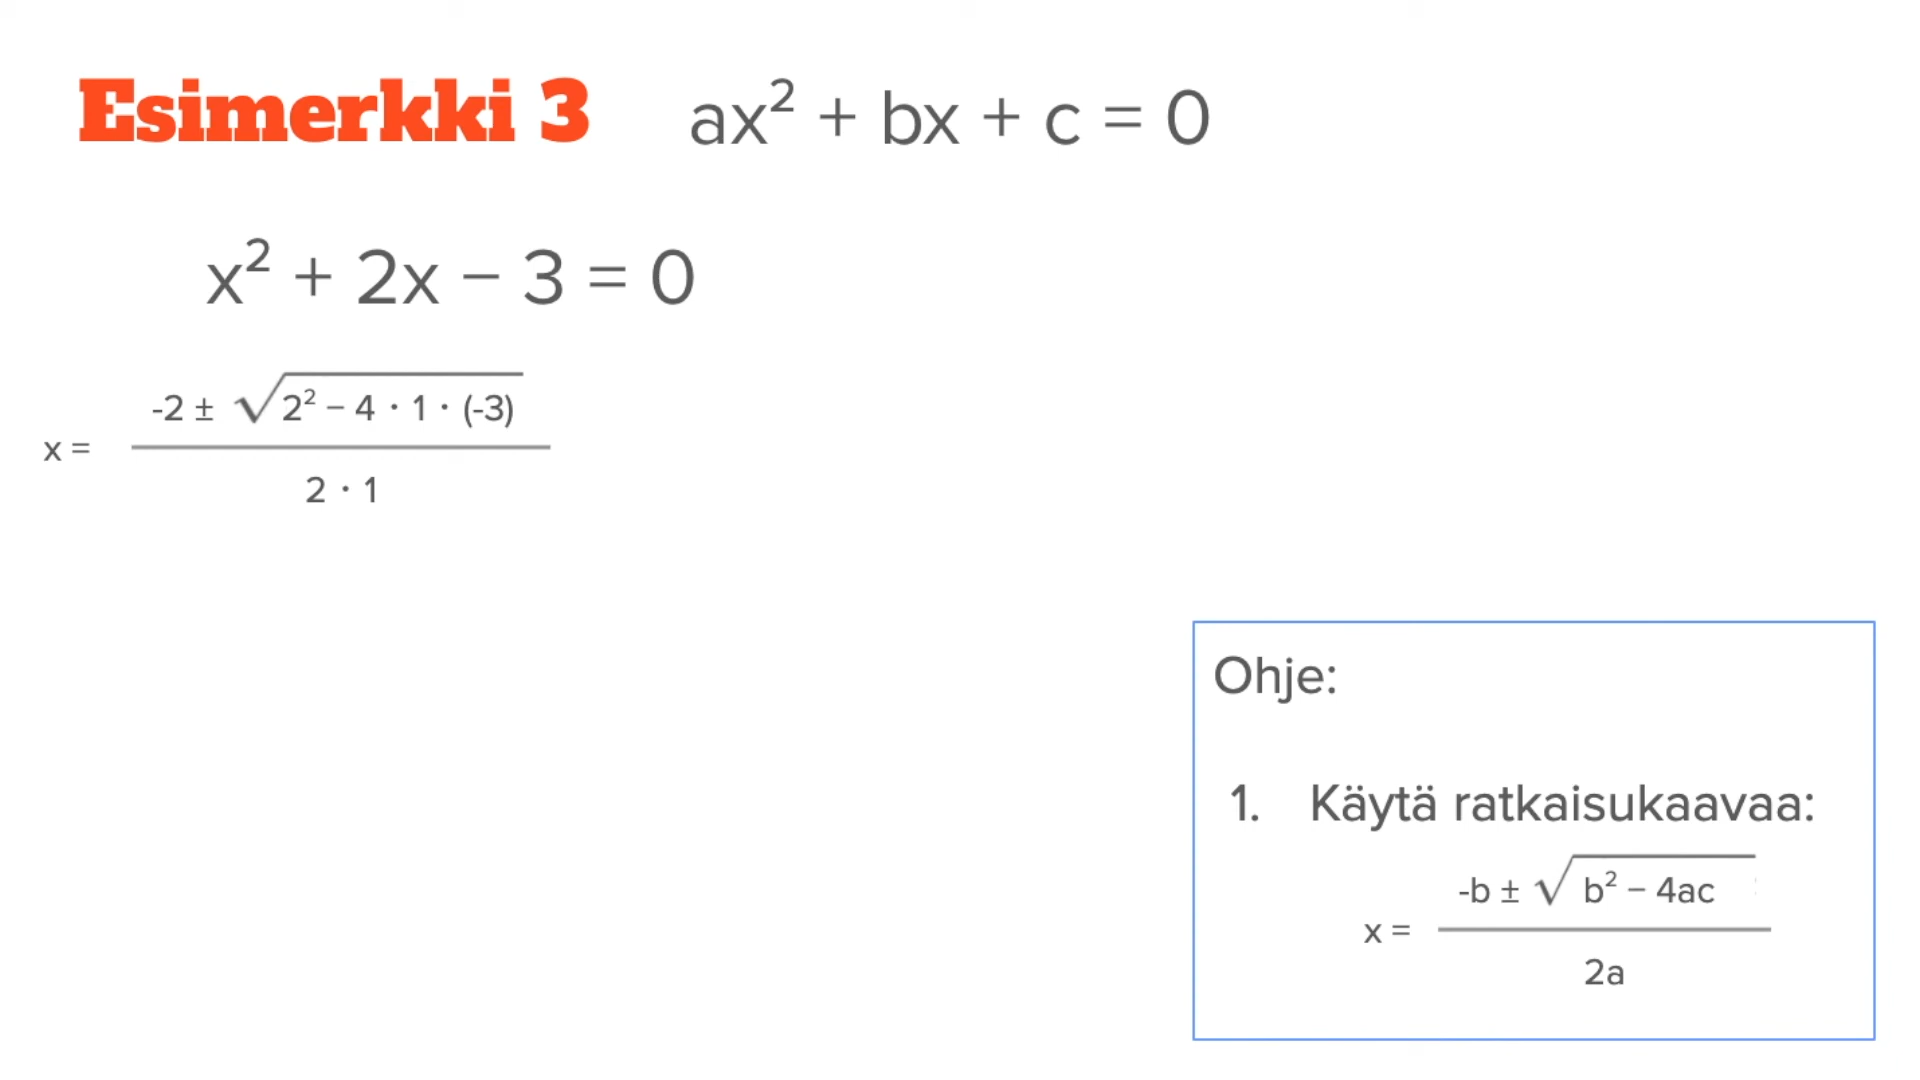 Esimerkki 3
ax² + bx + c = 0
x² + 2x − 3 = 0
-2 ± √2² − 4 · 1 · (-3)
x =
2 · 1
Ohje:
1. Käytä ratkaisukaavaa:
-b ± √ b² − 4ac
x =
2a